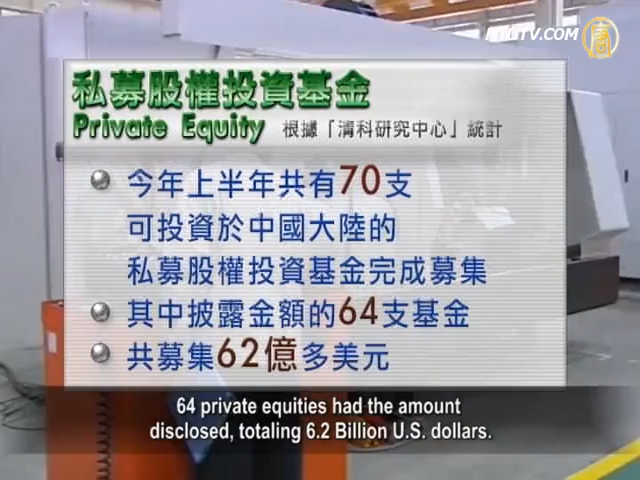 NTDTV.COM
私募股權投資基金
Private Equity 根據「清科研究中心」統計
今年上半年共有70支
可投資於中國大陸的
私募股權投資基金完成募集
其中披露金額的64支基金
共募集62億多美元
64 private equities had the amount
disclosed, totaling 6.2 Billion U.S. dollars.